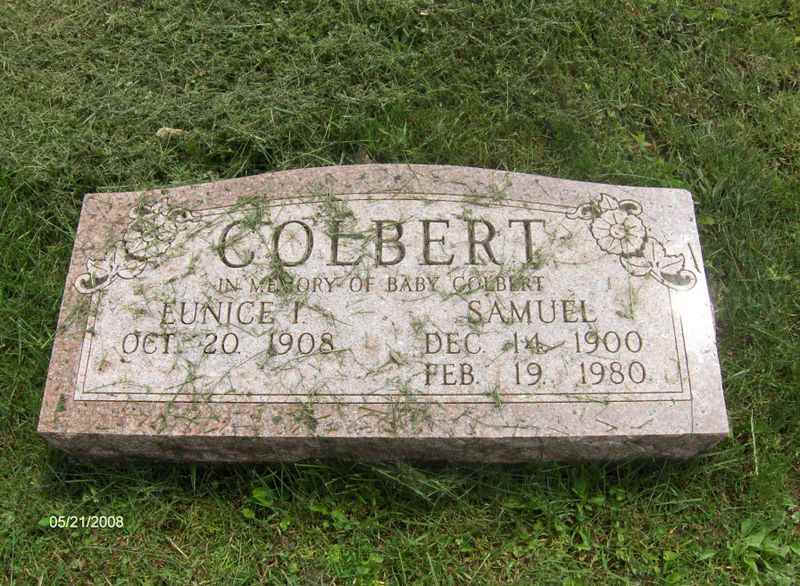 COLBERT
IN MEMORY OF BABY COLBERT
EUNICE I SAMUEL
OCT. 20. 1908 DEC. 14. 1900
FEB. 19. 1980
05/21/2008